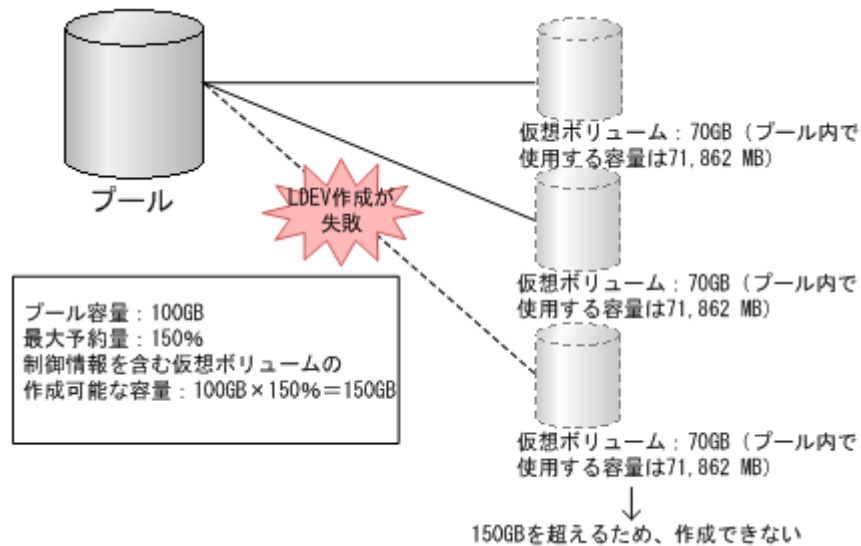 プール
LDEV作成が
失敗
プール容量：100GB
最大予約量：150%
制御情報を含む仮想ボリュームの
作成可能な容量：100GB×150%＝150GB
仮想ボリューム：70GB（プール内で
使用する容量は71,862 MB）
仮想ボリューム：70GB（プール内で
使用する容量は71,862 MB）
仮想ボリューム：70GB（プール内で
使用する容量は71,862 MB）
150GBを超えるため、作成できない